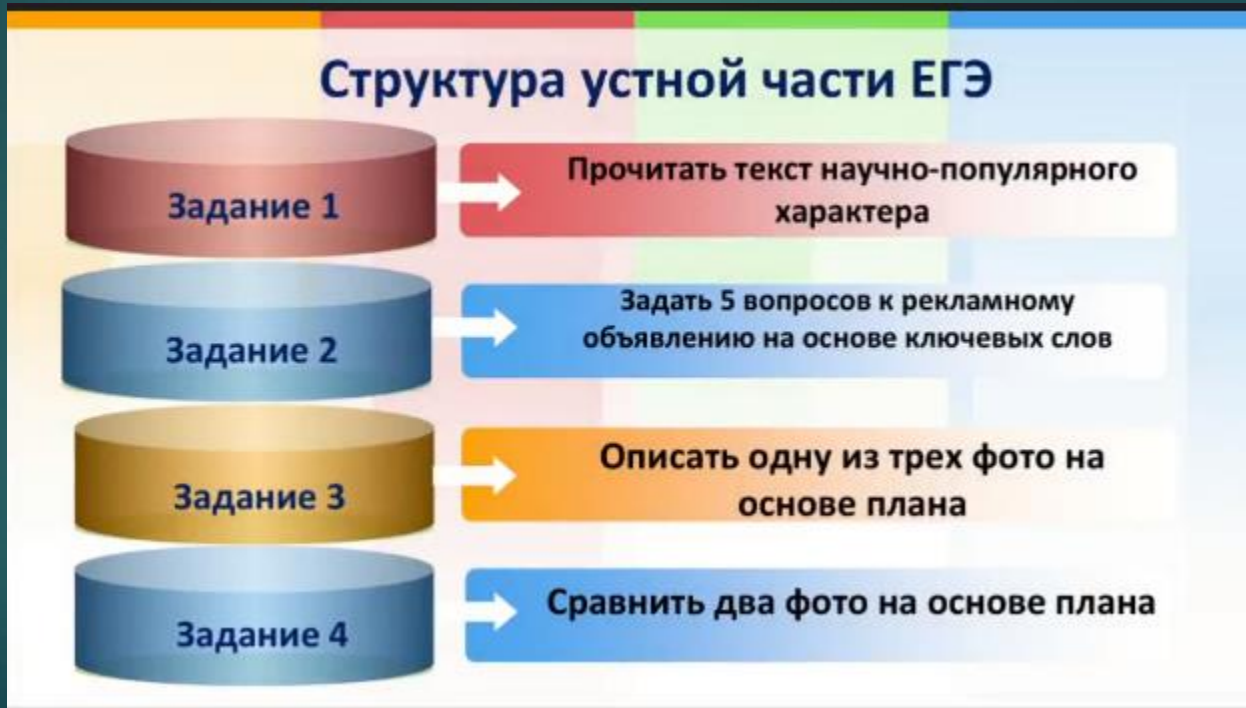 Структура устной части ЕГЭ
Задание 1
Прочитать текст научно-популярного
характера
Задание 2
Задать 5 вопросов к рекламному
объявлению на основе ключевых слов
Задание 3
Описать одну из трех фото на
основе плана
Задание 4
Сравнить два фото на основе плана